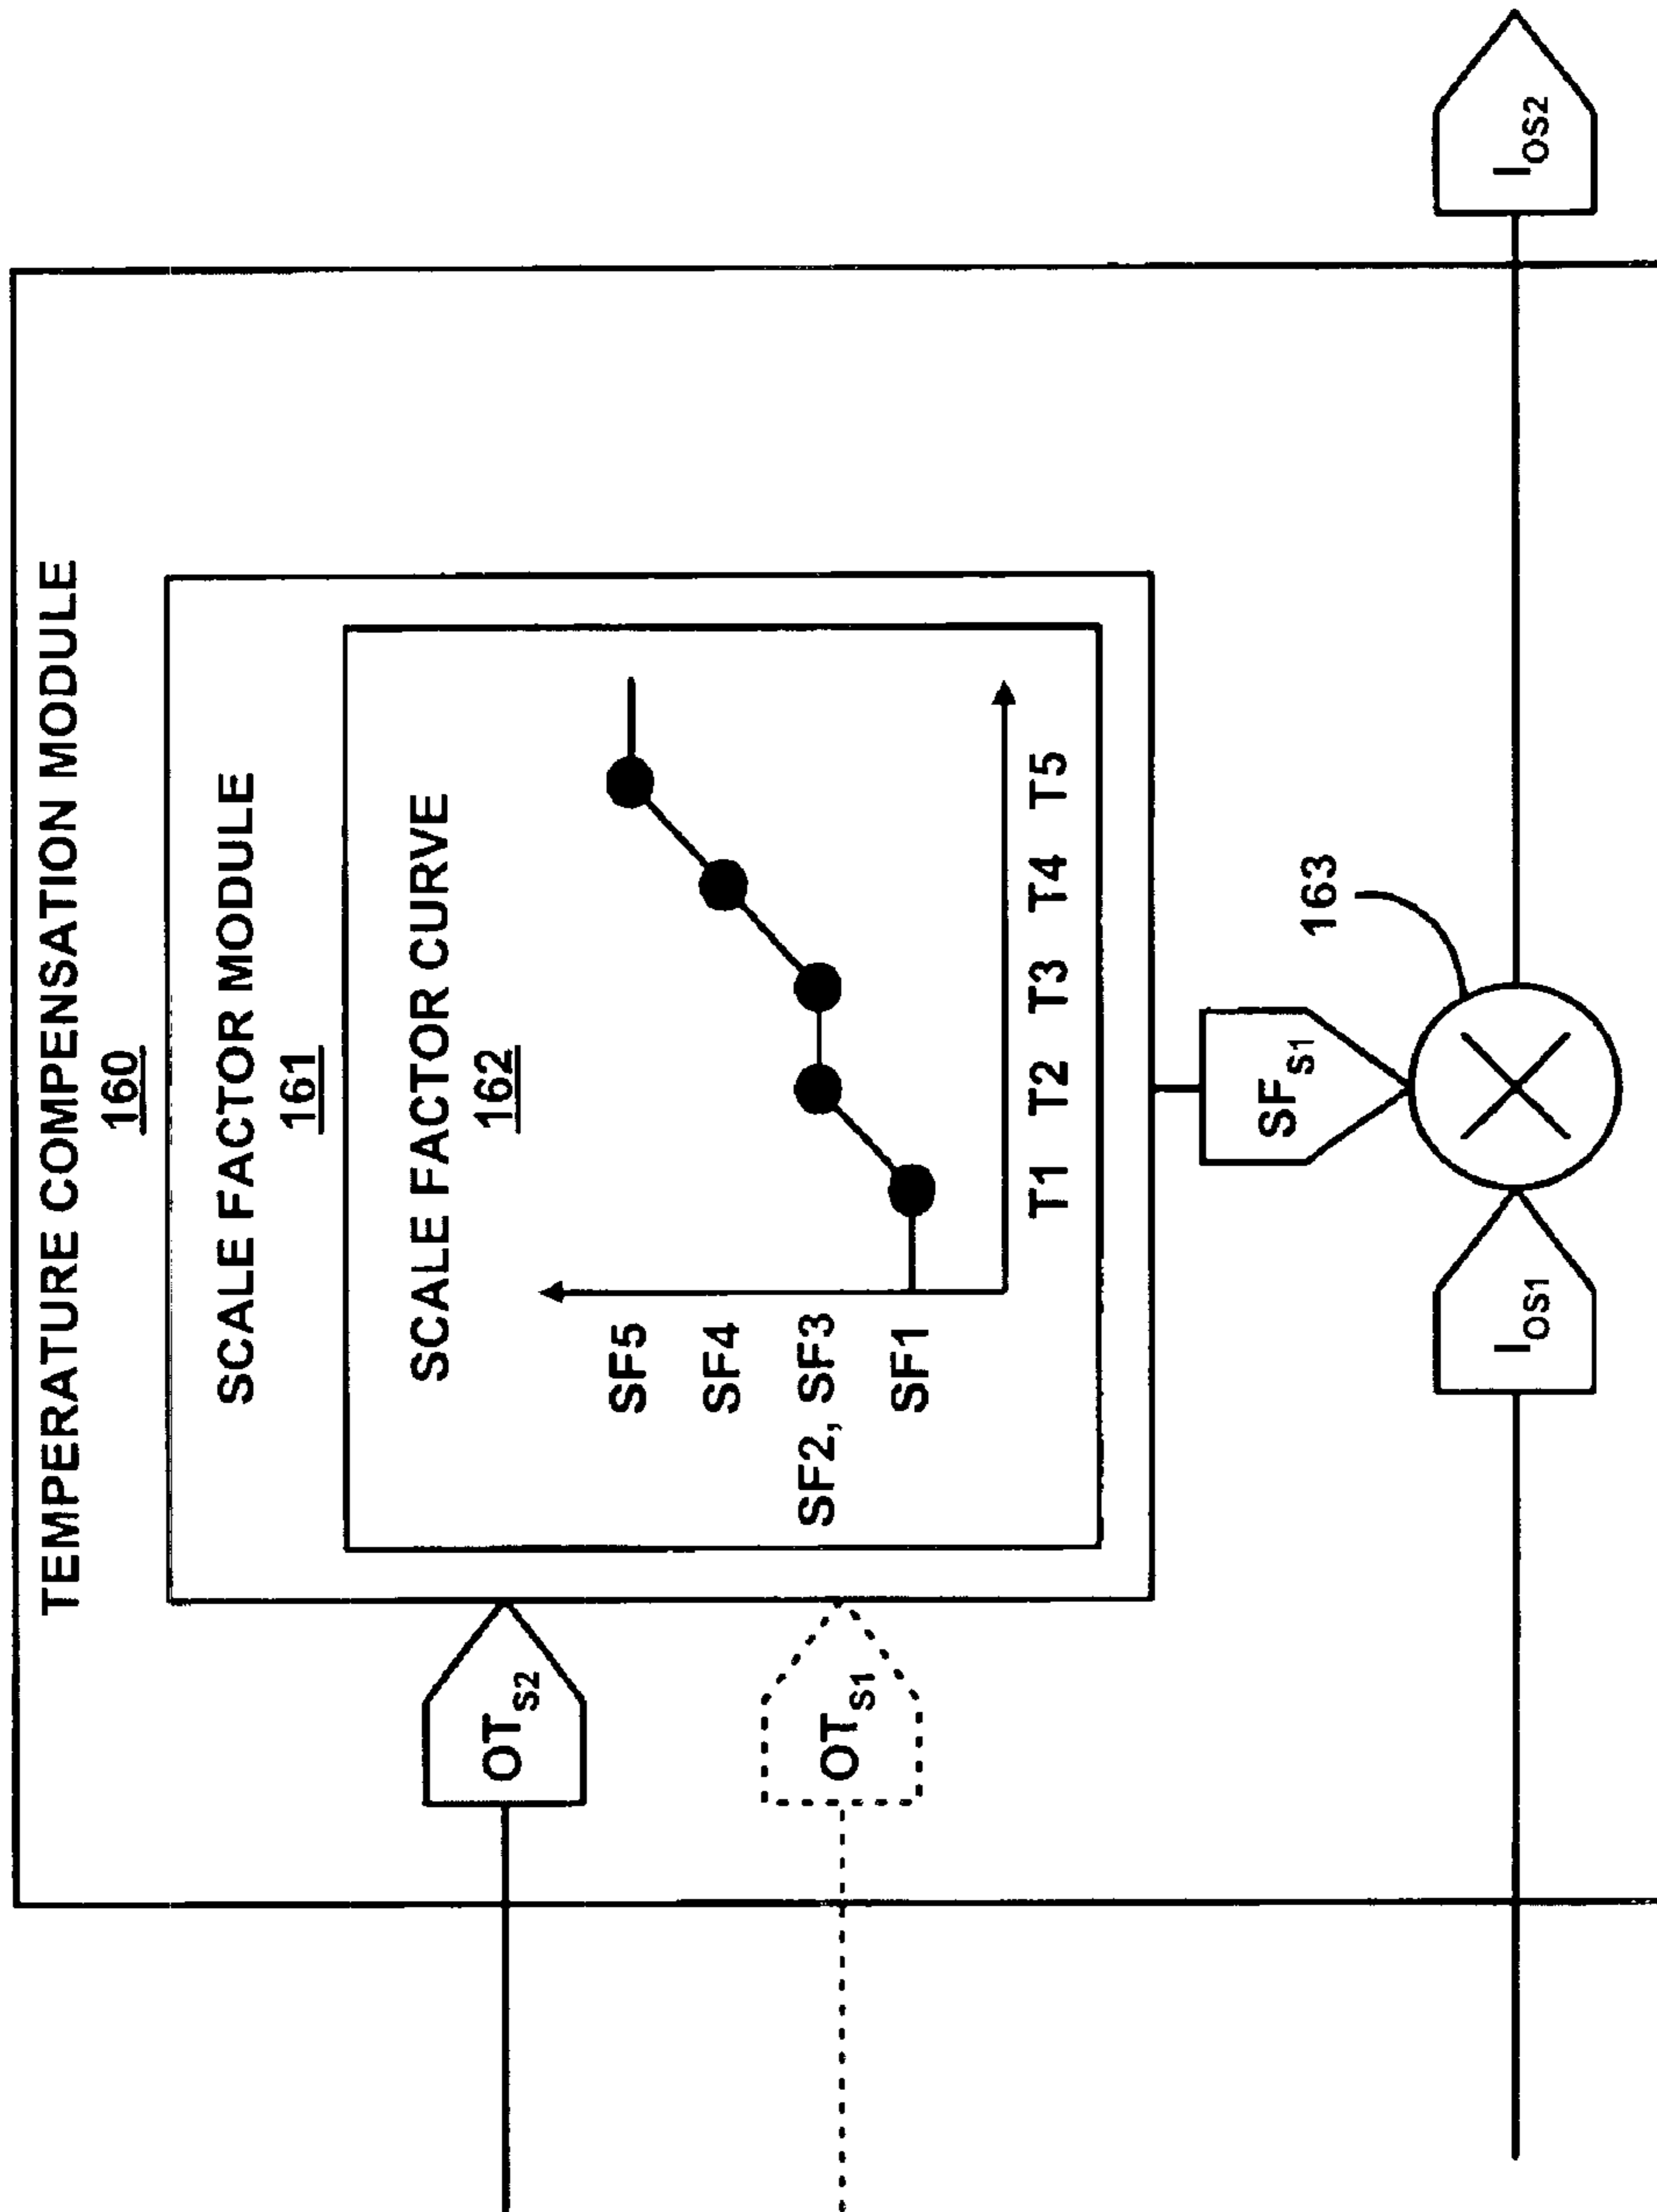 TEMPERATURE COMPENSATION MODULE
160
SCALE FACTOR MODULE
161
SCALE FACTOR CURVE
162
SF5
SF4
SF2, SF3
SF1
T1 T2 T3 T4 T5
OTS2
OTS1
SFS1
163
IOS1
IOS2